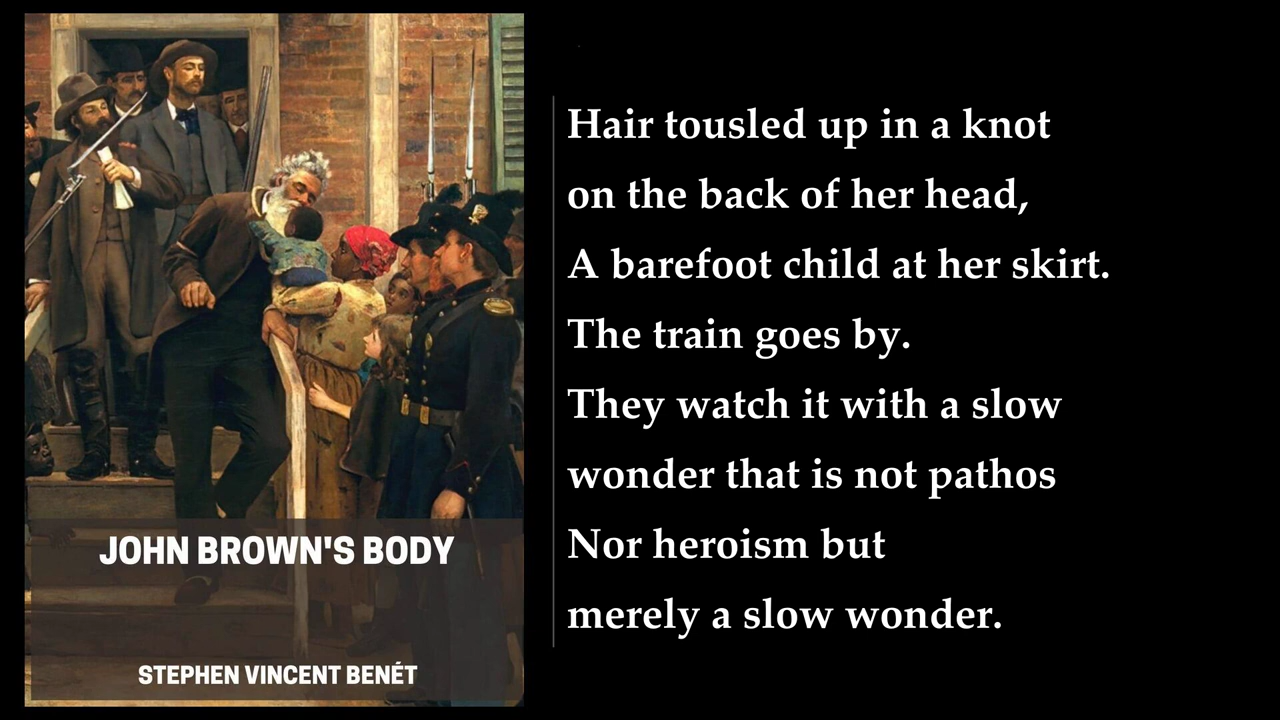 JOHN BROWN'S BODY
STEPHEN VINCENT BENÉT
Hair tousled up in a knot
on the back of her head,
A barefoot child at her skirt.
The train goes by.
They watch it with a slow
wonder that is not pathos
Nor heroism but
merely a slow wonder.